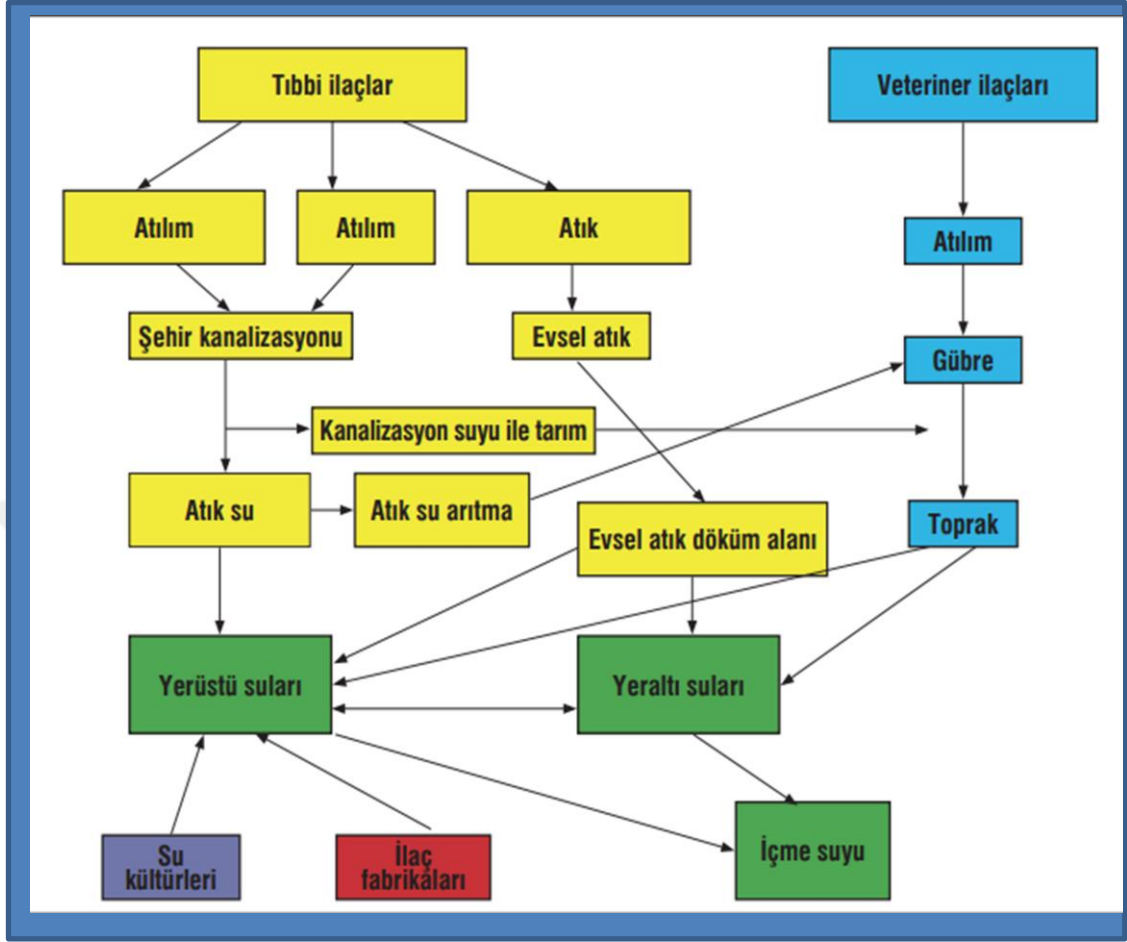 Tıbbi ilaçlar
Veteriner ilaçları
Atılım
Atılım
Atık
Atılım
Şehir kanalizasyonu
Evsel atık
Gübre
Kanalizasyon suyu ile tarım
Atık su
Atık su arıtma
Evsel atık döküm alanı
Toprak
Yerüstü suları
Yeraltı suları
Su
kültürleri
İlaç
fabrikaları
İçme suyu